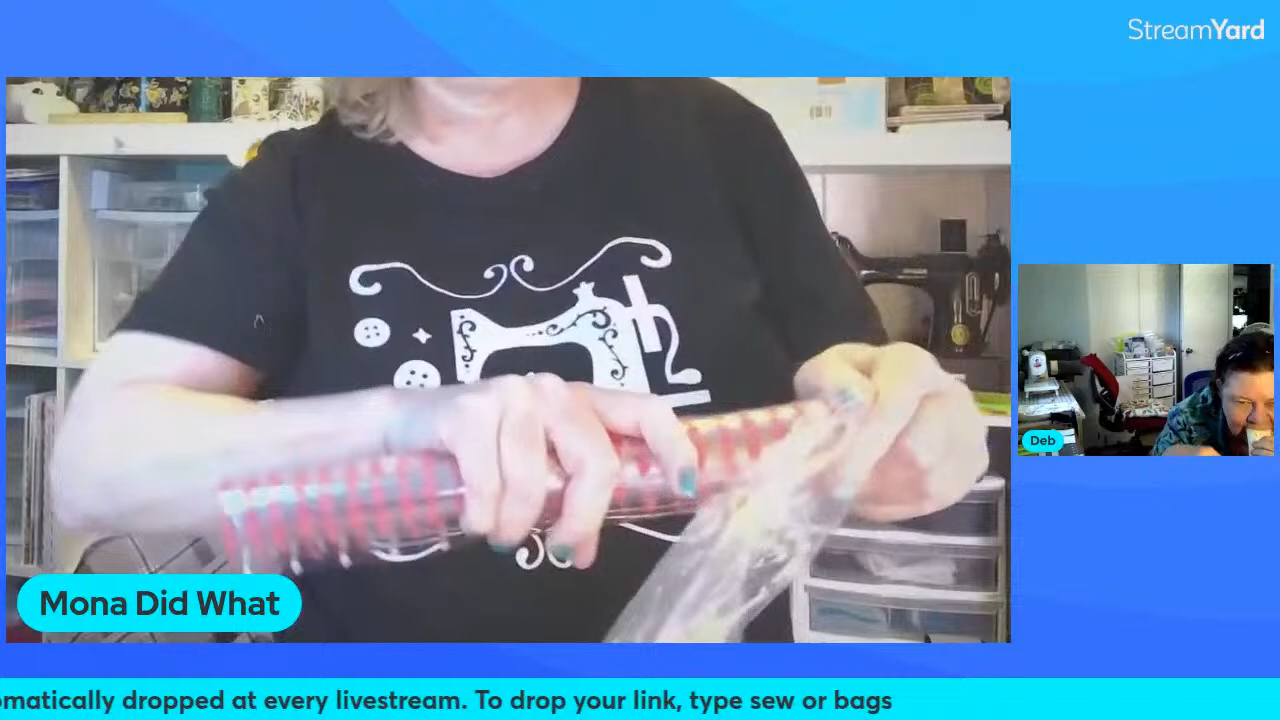 StreamYard
Deb
Mona Did What
omatically dropped at every livestream. To drop your link, type sew or bags